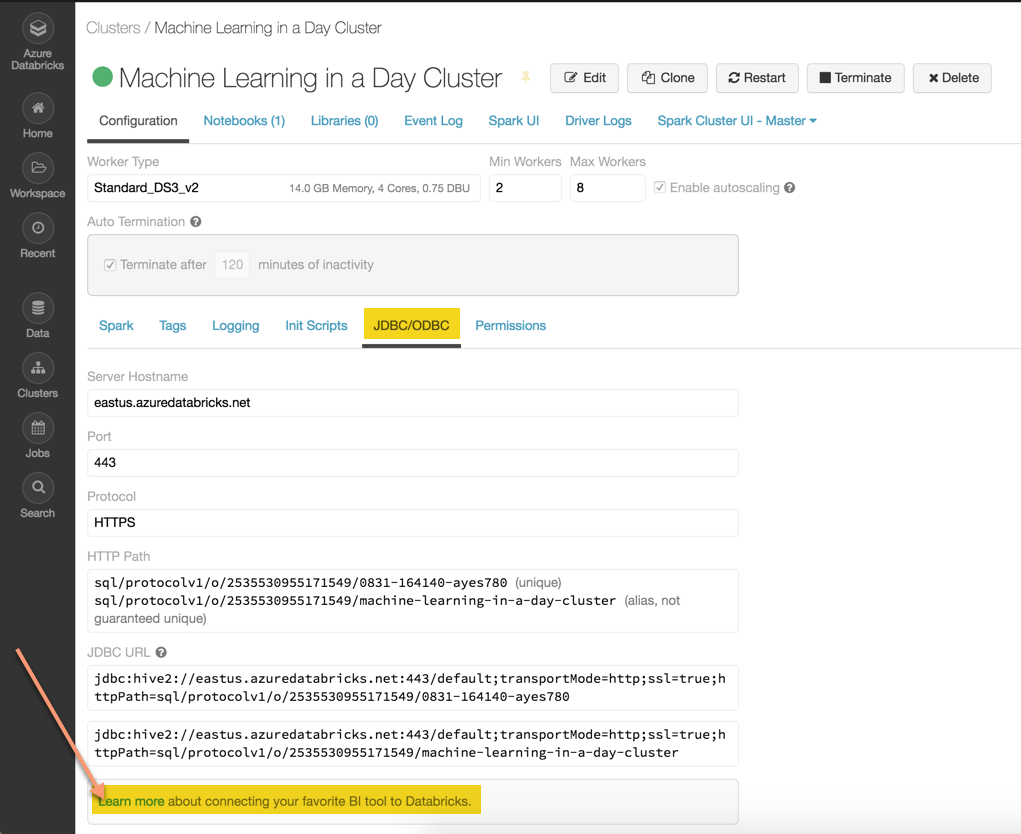 Azure
Databricks
Home
Workspace
Recent
Data
Clusters
Jobs
Search
Clusters / Machine Learning in a Day Cluster
Machine Learning in a Day Cluster
Edit
Clone
Restart
Terminate
Delete
Configuration
Notebooks (1)
Libraries (0)
Event Log
Spark UI
Driver Logs
Spark Cluster UI - Master
Worker Type
Min Workers
Max Workers
Standard_DS3_v2
14.0 GB Memory, 4 Cores, 0.75 DBU
2
8
Enable autoscaling ?
Auto Termination ?
Terminate after 120 minutes of inactivity
Spark
Tags
Logging
Init Scripts
JDBC/ODBC
Permissions
Server Hostname
eastus.azuredatabricks.net
Port
443
Protocol
HTTPS
HTTP Path
sql/protocolv1/o/2535530955171549/0831-164140-ayes780 (unique)
sql/protocolv1/o/2535530955171549/machine-learning-in-a-day-cluster (alias, not
guaranteed unique)
JDBC URL ?
jdbc:hive2://eastus.azuredatabricks.net:443/default;transportMode=http;ssl=true;h
ttpPath=sql/protocolv1/o/2535530955171549/0831-164140-ayes780
jdbc:hive2://eastus.azuredatabricks.net:443/default;transportMode=http;ssl=true;h
ttpPath=sql/protocolv1/o/2535530955171549/machine-learning-in-a-day-cluster
Learn more about connecting your favorite BI tool to Databricks.